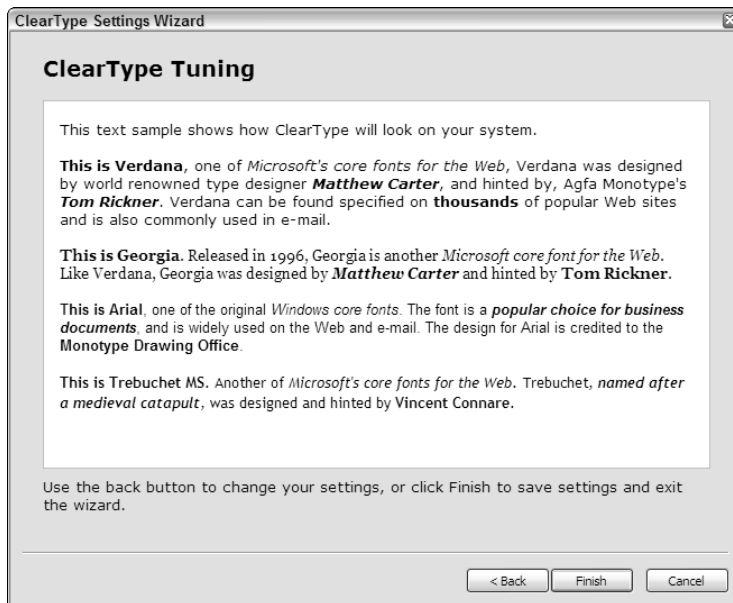 ClearType Settings Wizard
ClearType Tuning
This text sample shows how ClearType will look on your system.
This is Verdana, one of Microsoft's core fonts for the Web, Verdana was designed
by world renowned type designer Matthew Carter, and hinted by, Agfa Monotype's
Tom Rickner. Verdana can be found specified on thousands of popular Web sites
and is also commonly used in e-mail.
This is Georgia. Released in 1996, Georgia is another Microsoft core font for the Web.
Like Verdana, Georgia was designed by Matthew Carter and hinted by Tom Rickner.
This is Arial, one of the original Windows core fonts. The font is a popular choice for business
documents, and is widely used on the Web and e-mail. The design for Arial is credited to the
Monotype Drawing Office.
This is Trebuchet MS. Another of Microsoft's core fonts for the Web. Trebuchet, named after
a medieval catapult, was designed and hinted by Vincent Connare.
Use the back button to change your settings, or click Finish to save settings and exit
the wizard.
< Back Finish Cancel